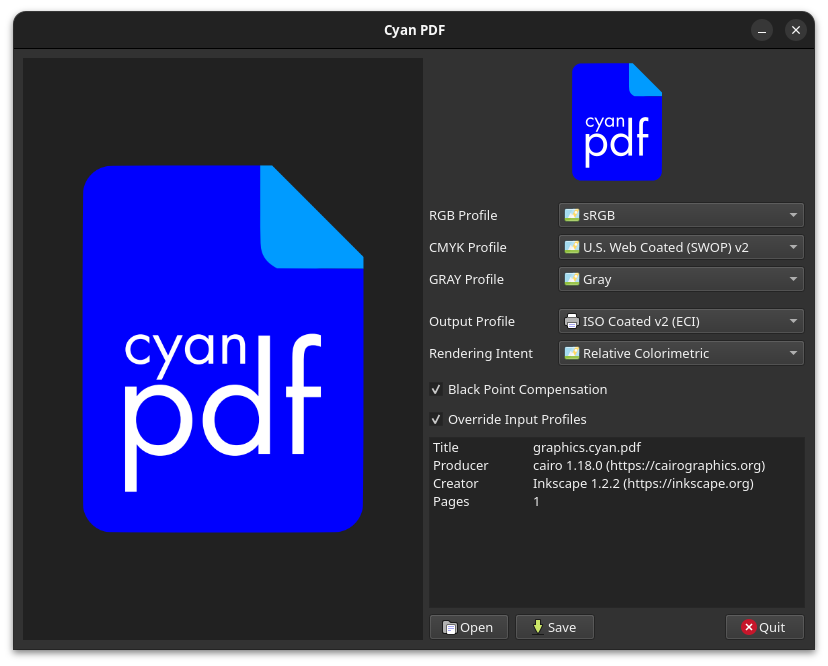 Cyan PDF
cyan
pdf
cyan
pdf
RGB Profile sRGB
CMYK Profile U.S. Web Coated (SWOP) v2
GRAY Profile Gray
Output Profile ISO Coated v2 (ECI)
Rendering Intent Relative Colorimetric
Black Point Compensation
Override Input Profiles
Title graphics.cyan.pdf
Producer cairo 1.18.0 (https://cairographics.org)
Creator Inkscape 1.2.2 (https://inkscape.org)
Pages 1
Open Save Quit